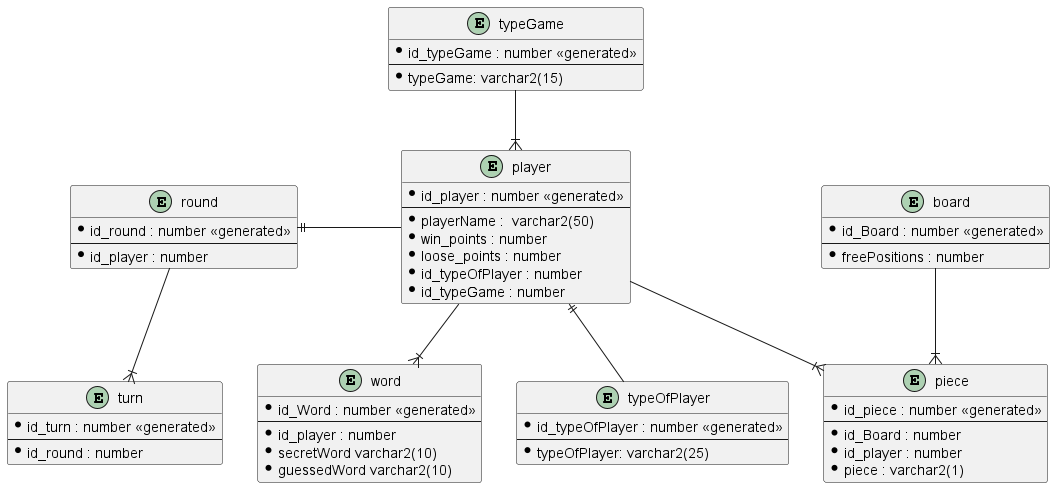 E typeGame
id_typeGame : number «generated»
typeGame: varchar2(15)
E player
id_player : number «generated»
playerName :  varchar2(50)
win_points : number
loose_points : number
id_typeOfPlayer : number
id_typeGame : number
E round
id_round : number «generated»
id_player : number
E board
id_Board : number «generated»
freePositions : number
E turn
id_turn : number «generated»
id_round : number
E word
id_Word : number «generated»
id_player : number
secretWord varchar2(10)
guessedWord varchar2(10)
E typeOfPlayer
id_typeOfPlayer : number «generated»
typeOfPlayer: varchar2(25)
E piece
id_piece : number «generated»
id_Board : number
id_player : number
piece : varchar2(1)